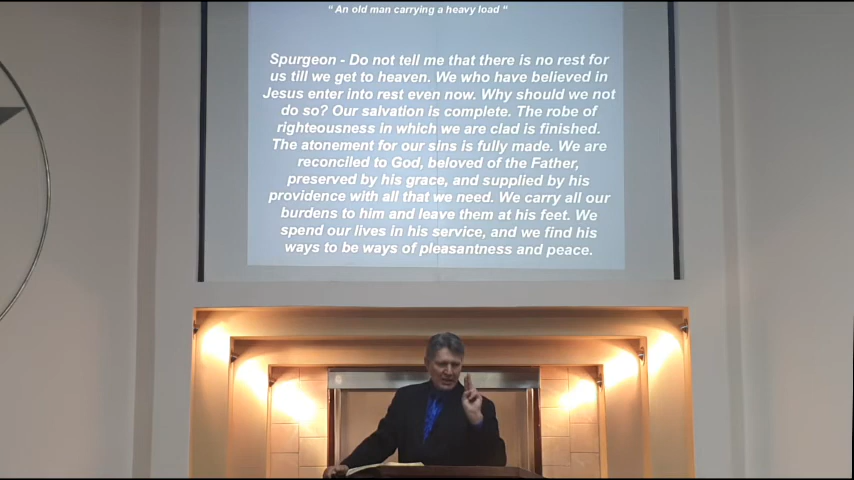 “ An old man carrying a heavy load “
Spurgeon - Do not tell me that there is no rest for
us till we get to heaven. We who have believed in
Jesus enter into rest even now. Why should we not
do so? Our salvation is complete. The robe of
righteousness in which we are clad is finished.
The atonement for our sins is fully made. We are
reconciled to God, beloved of the Father,
preserved by his grace, and supplied by his
providence with all that we need. We carry all our
burdens to him and leave them at his feet. We
spend our lives in his service, and we find his
ways to be ways of pleasantness and peace.